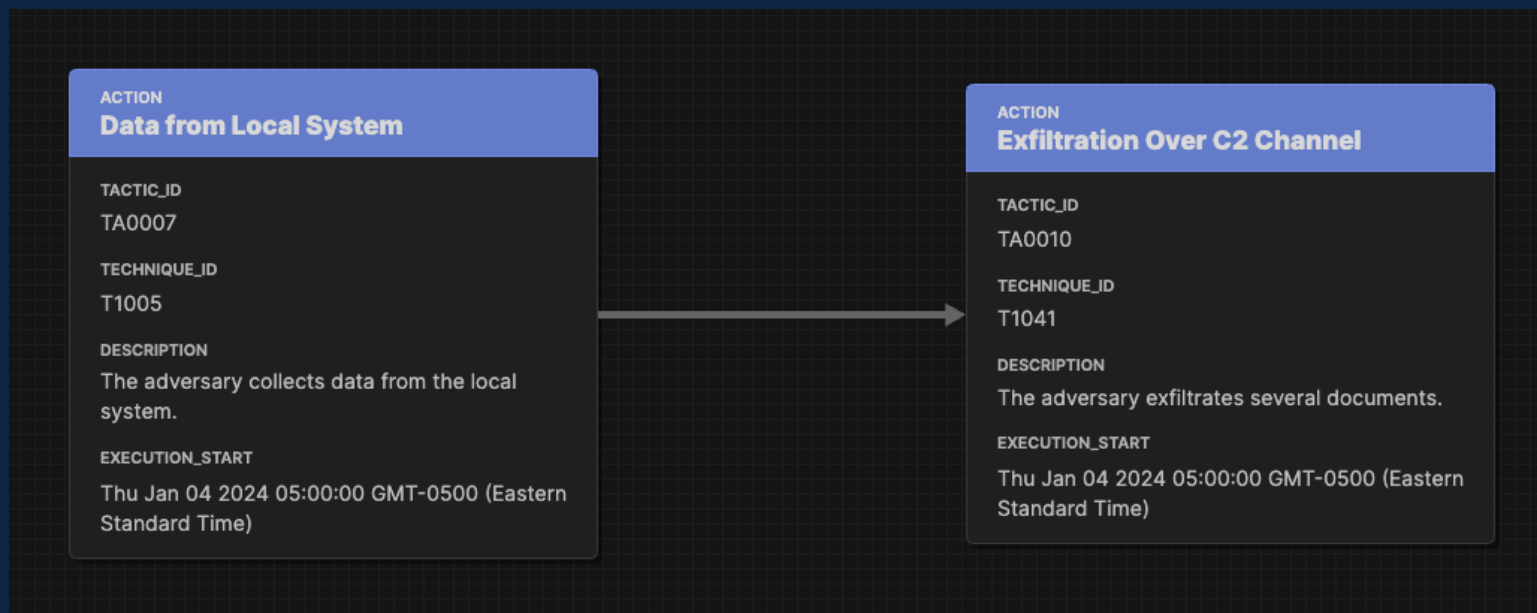 ACTION
Data from Local System
TACTIC_ID
TA0007
TECHNIQUE_ID
T1005
DESCRIPTION
The adversary collects data from the local
system.
EXECUTION_START
Thu Jan 04 2024 05:00:00 GMT-0500 (Eastern
Standard Time)
ACTION
Exfiltration Over C2 Channel
TACTIC_ID
TA0010
TECHNIQUE_ID
T1041
DESCRIPTION
The adversary exfiltrates several documents.
EXECUTION_START
Thu Jan 04 2024 05:00:00 GMT-0500 (Eastern
Standard Time)